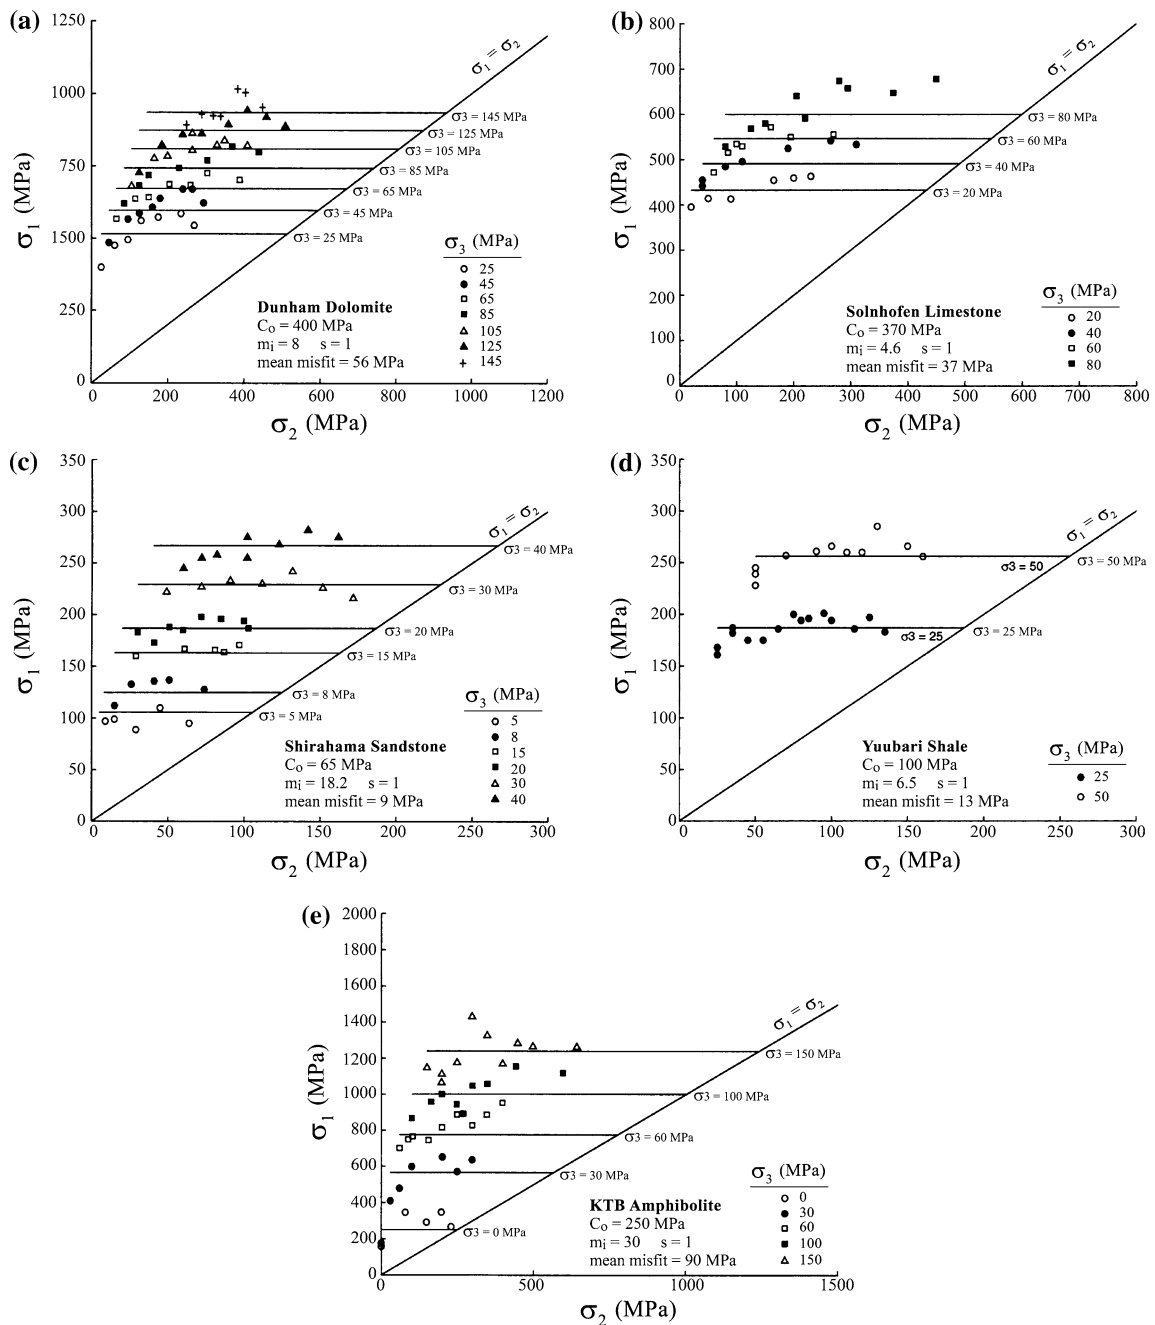 (a)
1250
1000
750
1500
250
0
σ1 (MPa)
σ1 = σ2
σ3 = 145 MPa
σ3 = 125 MPa
σ3 = 105 MPa
σ3 = 85 MPa
σ3 = 65 MPa
σ3 = 45 MPa
σ3 = 25 MPa
σ3 (MPa)
25
45
65
85
105
125
145
Dunham Dolomite
Co = 400 MPa
mi = 8 s = 1
mean misfit = 56 MPa
0 200 400 600 800 1000 1200
σ2 (MPa)
(b)
800
700
600
500
400
300
200
100
0
σ1 (MPa)
σ1 = σ2
σ3 = 80 MPa
σ3 = 60 MPa
σ3 = 40 MPa
σ3 = 20 MPa
σ3 (MPa)
20
40
60
80
Solnhofen Limestone
Co = 370 MPa
mi = 4.6 s = 1
mean misfit = 37 MPa
0 100 200 300 400 500 600 700 800
σ2 (MPa)
(c)
350
300
250
200
150
100
50
0
σ1 (MPa)
σ1 = σ2
σ3 = 40 MPa
σ3 = 30 MPa
σ3 = 20 MPa
σ3 = 15 MPa
σ3 = 8 MPa
σ3 = 5 MPa
σ3 (MPa)
5
8
15
20
30
40
Shirahama Sandstone
Co = 65 MPa
mi = 18.2 s = 1
mean misfit = 9 MPa
0 50 100 150 200 250 300
σ2 (MPa)
(d)
350
300
250
200
150
100
50
0
σ1 (MPa)
σ1 = σ2
σ3 = 50
σ3 = 50 MPa
σ3 = 25
σ3 = 25 MPa
σ3 (MPa)
25
50
Yuubari Shale
Co = 100 MPa
mi = 6.5 s = 1
mean misfit = 13 MPa
0 50 100 150 200 250 300
σ2 (MPa)
(e)
2000
1800
1600
1400
1200
1000
800
600
400
200
0
σ1 (MPa)
σ1 = σ2
σ3 = 150 MPa
σ3 = 100 MPa
σ3 = 60 MPa
σ3 = 30 MPa
σ3 = 0 MPa
σ3 (MPa)
0
30
60
100
150
KTB Amphibolite
Co = 250 MPa
mi = 30 s = 1
mean misfit = 90 MPa
0 500 1000 1500
σ2 (MPa)